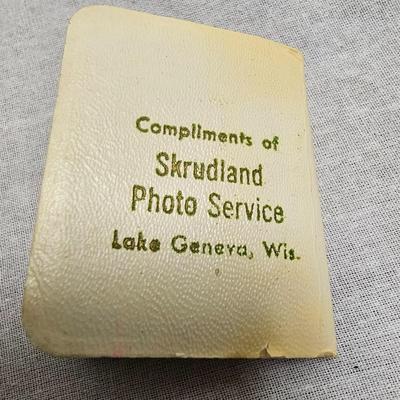 Compliments of
Skrudland
Photo Service
Lake Geneva, Wis.